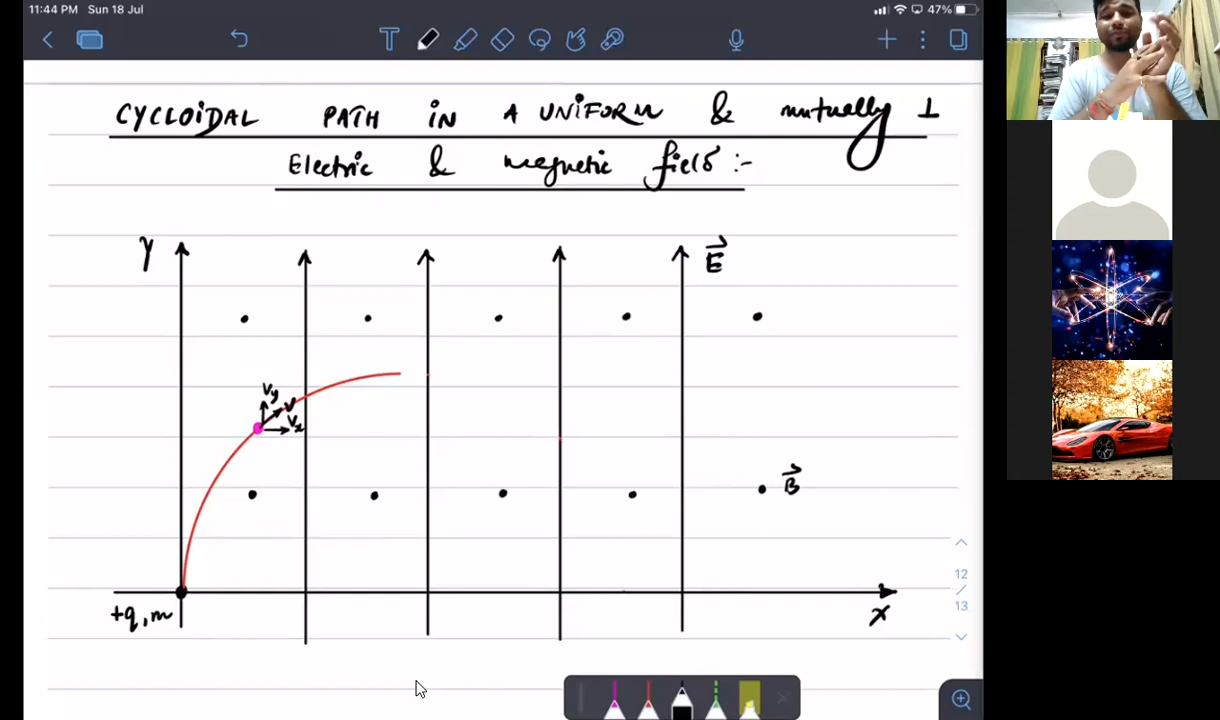 11:44 PM Sun 18 Jul 47%
T
CYCLOIDAL PATH IN A UNIFORM & mutually ⊥
Electric & magnetic field :-
Y
E
Vy
V
Vx
B
12
/
13
+q, m
x